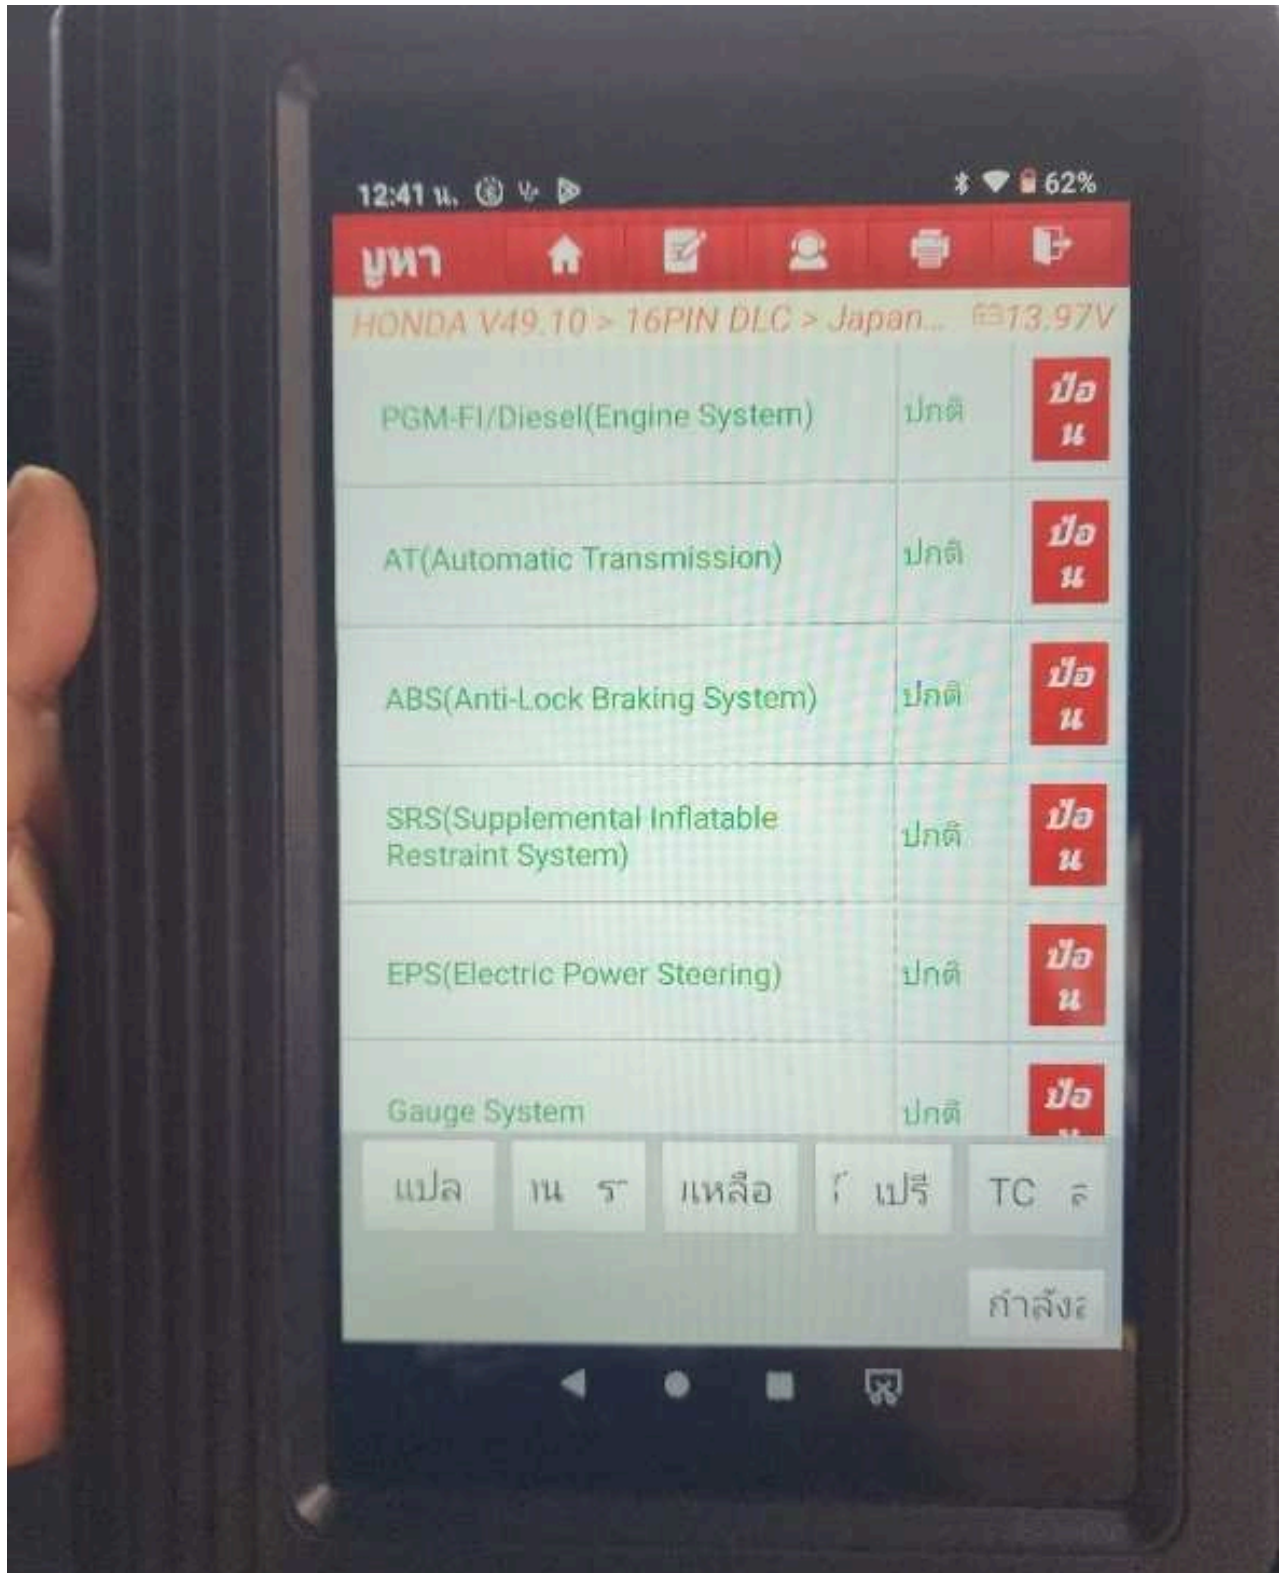 12:41 น. 62%
ูหา
HONDA V49.10 > 16PIN DLC > Japan... 13.97V
PGM-FI/Diesel(Engine System) ปกติ ป้อ
น
AT(Automatic Transmission) ปกติ ป้อ
น
ABS(Anti-Lock Braking System) ปกติ ป้อ
น
SRS(Supplemental Inflatable
Restraint System) ปกติ ป้อ
น
EPS(Electric Power Steering) ปกติ ป้อ
น
Gauge System ปกติ ป้อ
แปล าน แหลือ เปรี TC
กำลัง